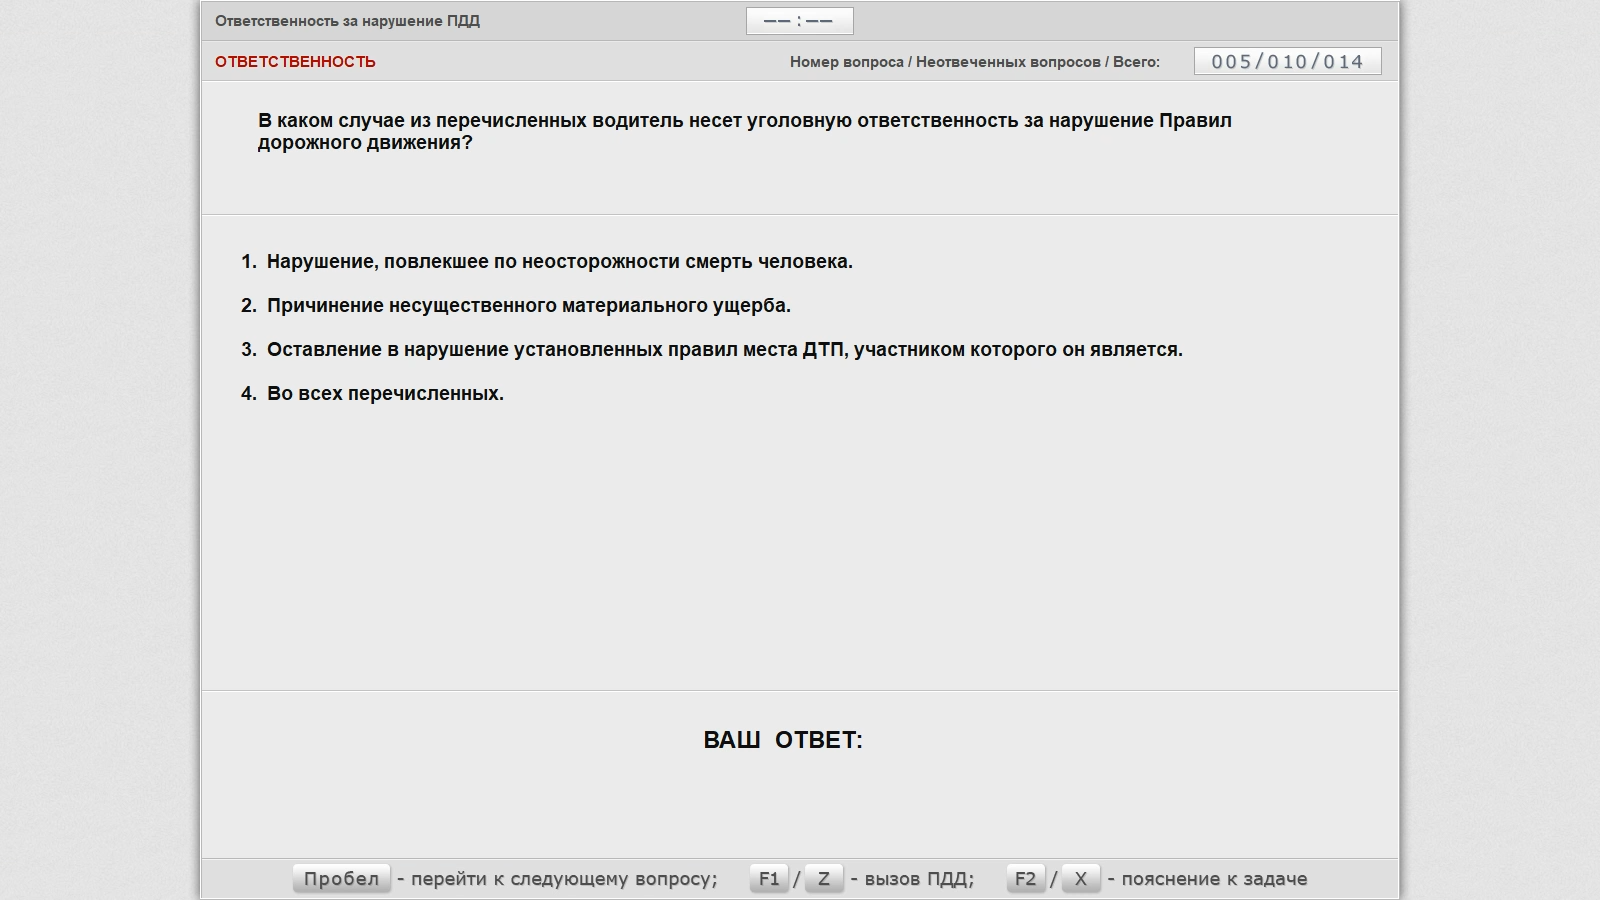 Ответственность за нарушение ПДД
——:——
ОТВЕТСТВЕННОСТЬ
Номер вопроса / Неотвеченных вопросов / Всего:
005/010/014
В каком случае из перечисленных водитель несет уголовную ответственность за нарушение Правил
дорожного движения?
1. Нарушение, повлекшее по неосторожности смерть человека.
2. Причинение несущественного материального ущерба.
3. Оставление в нарушение установленных правил места ДТП, участником которого он является.
4. Во всех перечисленных.
ВАШ ОТВЕТ:
Пробел - перейти к следующему вопросу; F1 / Z - вызов ПДД; F2 / X - пояснение к задаче